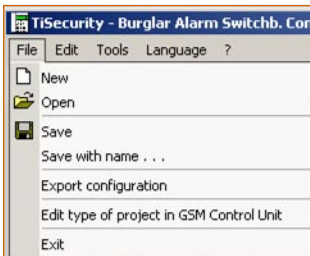 TiSecurity - Burglar Alarm Switchb. Con
File Edit Tools Language ?
New
Open
Save
Save with name . . .
Export configuration
Edit type of project in GSM Control Unit
Exit